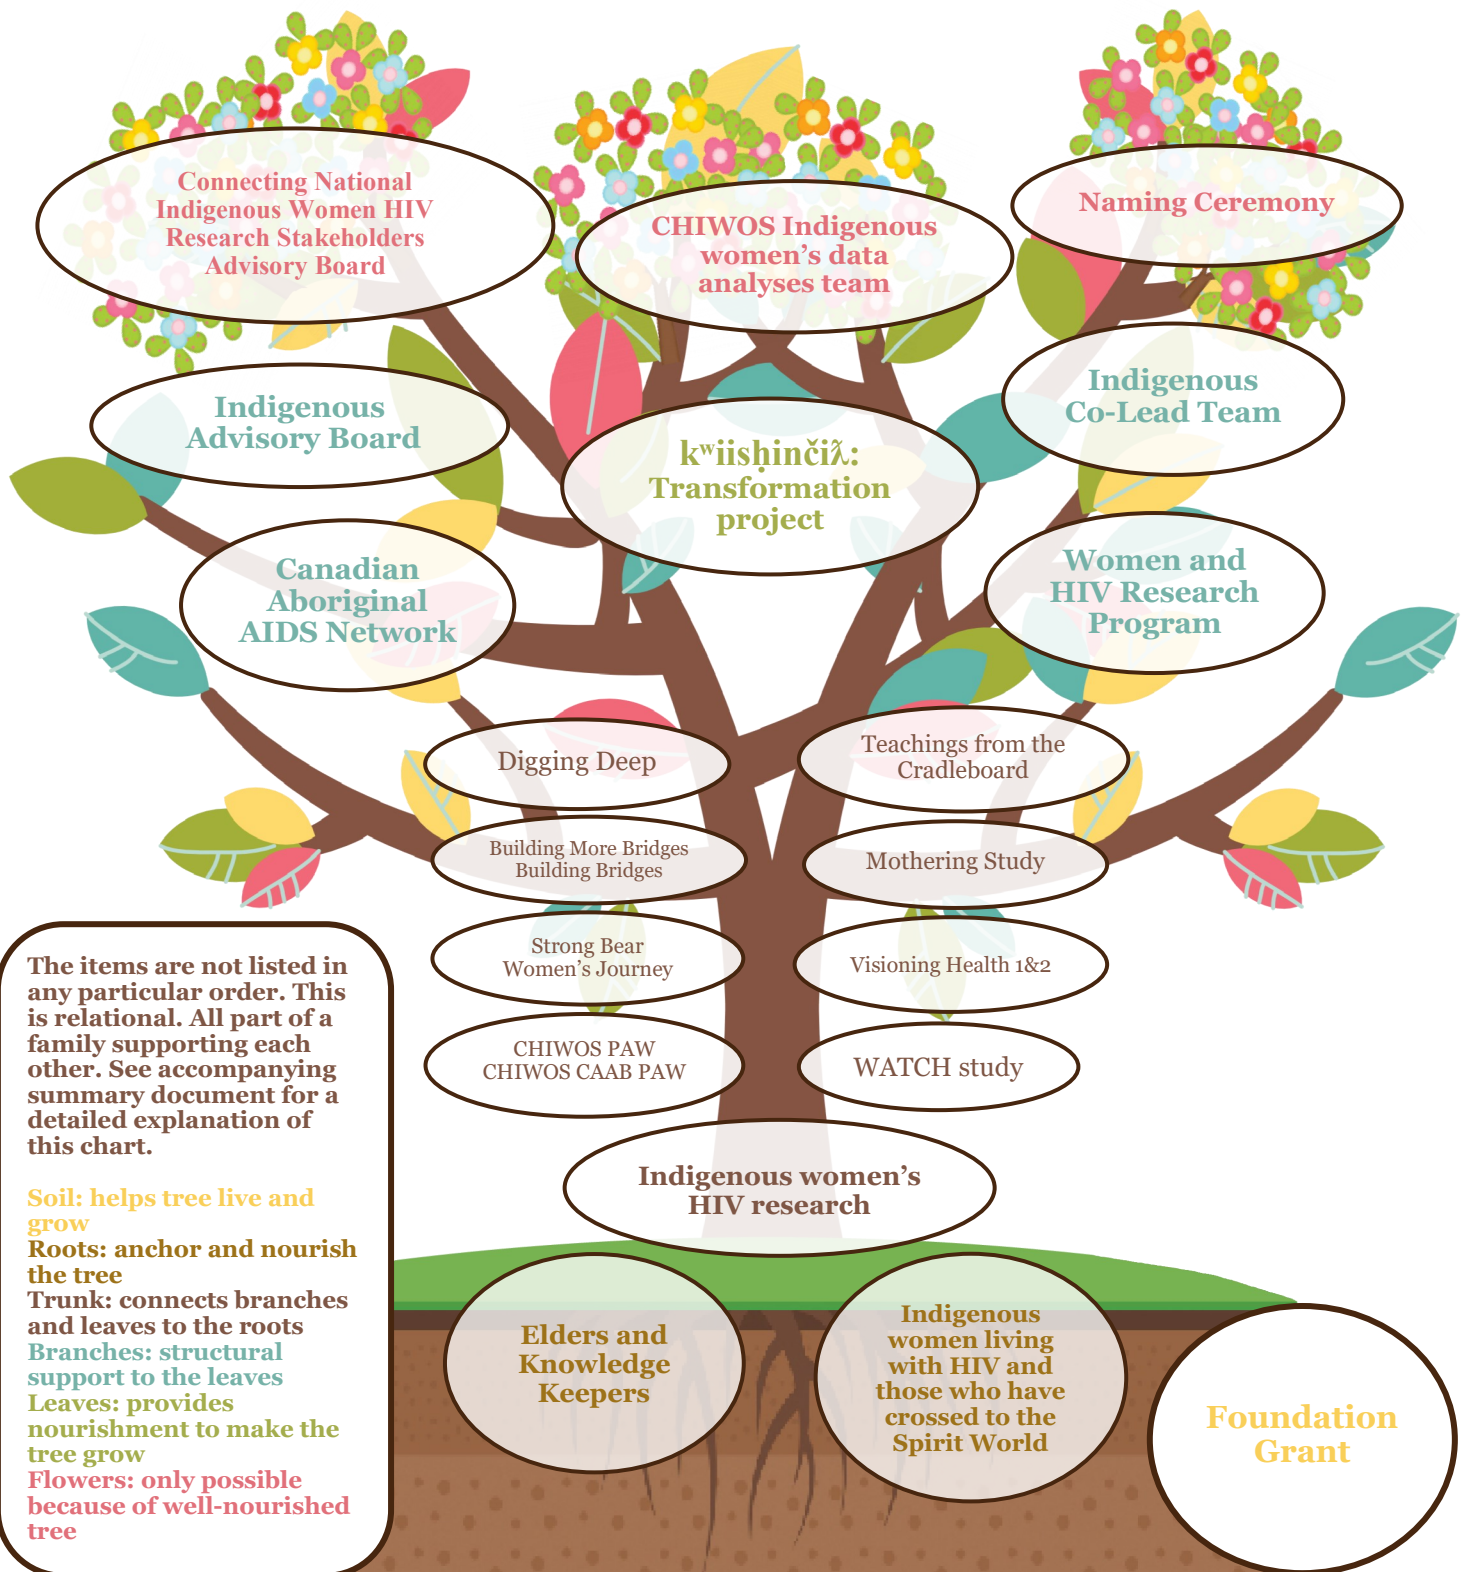 Connecting National
Indigenous Women HIV
Research Stakeholders
Advisory Board
CHIWOS Indigenous
women’s data
analyses team
Naming Ceremony
Indigenous
Advisory Board
kʷiisḥinčiƛ̓:
Transformation
project
Indigenous
Co-Lead Team
Canadian
Aboriginal
AIDS Network
Women and
HIV Research
Program
Digging Deep
Teachings from the
Cradleboard
Building More Bridges
Building Bridges
Mothering Study
Strong Bear
Women’s Journey
Visioning Health 1&2
CHIWOS PAW
CHIWOS CAAB PAW
WATCH study
Indigenous women’s
HIV research
Elders and
Knowledge
Keepers
Indigenous
women living
with HIV and
those who have
crossed to the
Spirit World
Foundation
Grant
The items are not listed in
any particular order. This
is relational. All part of a
family supporting each
other. See accompanying
summary document for a
detailed explanation of
this chart.
Soil: helps tree live and
grow
Roots: anchor and nourish
the tree
Trunk: connects branches
and leaves to the roots
Branches: structural
support to the leaves
Leaves: provides
nourishment to make the
tree grow
Flowers: only possible
because of well-nourished
tree